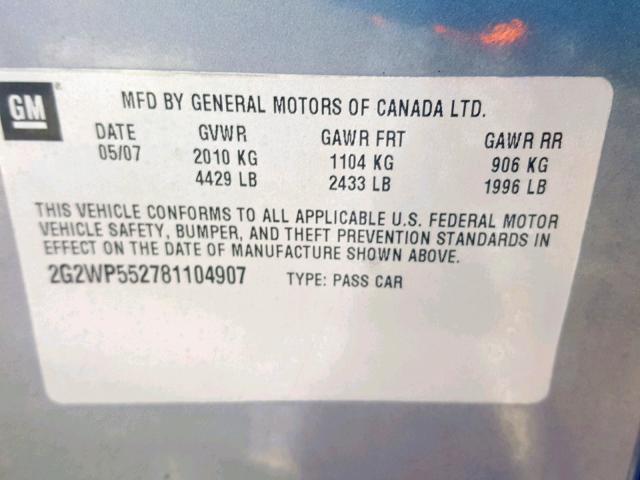 GM
MFD BY GENERAL MOTORS OF CANADA LTD.
DATE GVWR GAWR FRT GAWR RR
05/07 2010 KG 1104 KG 906 KG
4429 LB 2433 LB 1996 LB
THIS VEHICLE CONFORMS TO ALL APPLICABLE U.S. FEDERAL MOTOR
VEHICLE SAFETY, BUMPER, AND THEFT PREVENTION STANDARDS IN
EFFECT ON THE DATE OF MANUFACTURE SHOWN ABOVE.
2G2WP552781104907 TYPE: PASS CAR